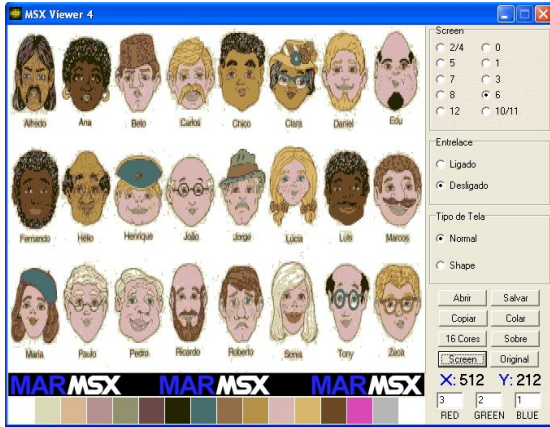 MSX Viewer 4
Alfredo Ana Beto Carlos Chico Clara Daniel Edu
Fernando Hélio Henrique João Jorge Lúcia Luís Marcos
Maria Paulo Pedro Ricardo Roberto Sonia Tony Zeca
MARMSX MARMSX MARMSX
Screen
2/4 0
5 1
7 3
8 6
12 10/11
Entrelace
Ligado
Desligado
Tipo de Tela
Normal
Shape
Abrir Salvar
Copiar Colar
16 Cores Sobre
Screen Original
X: 512 Y: 212
3 2 1
RED GREEN BLUE